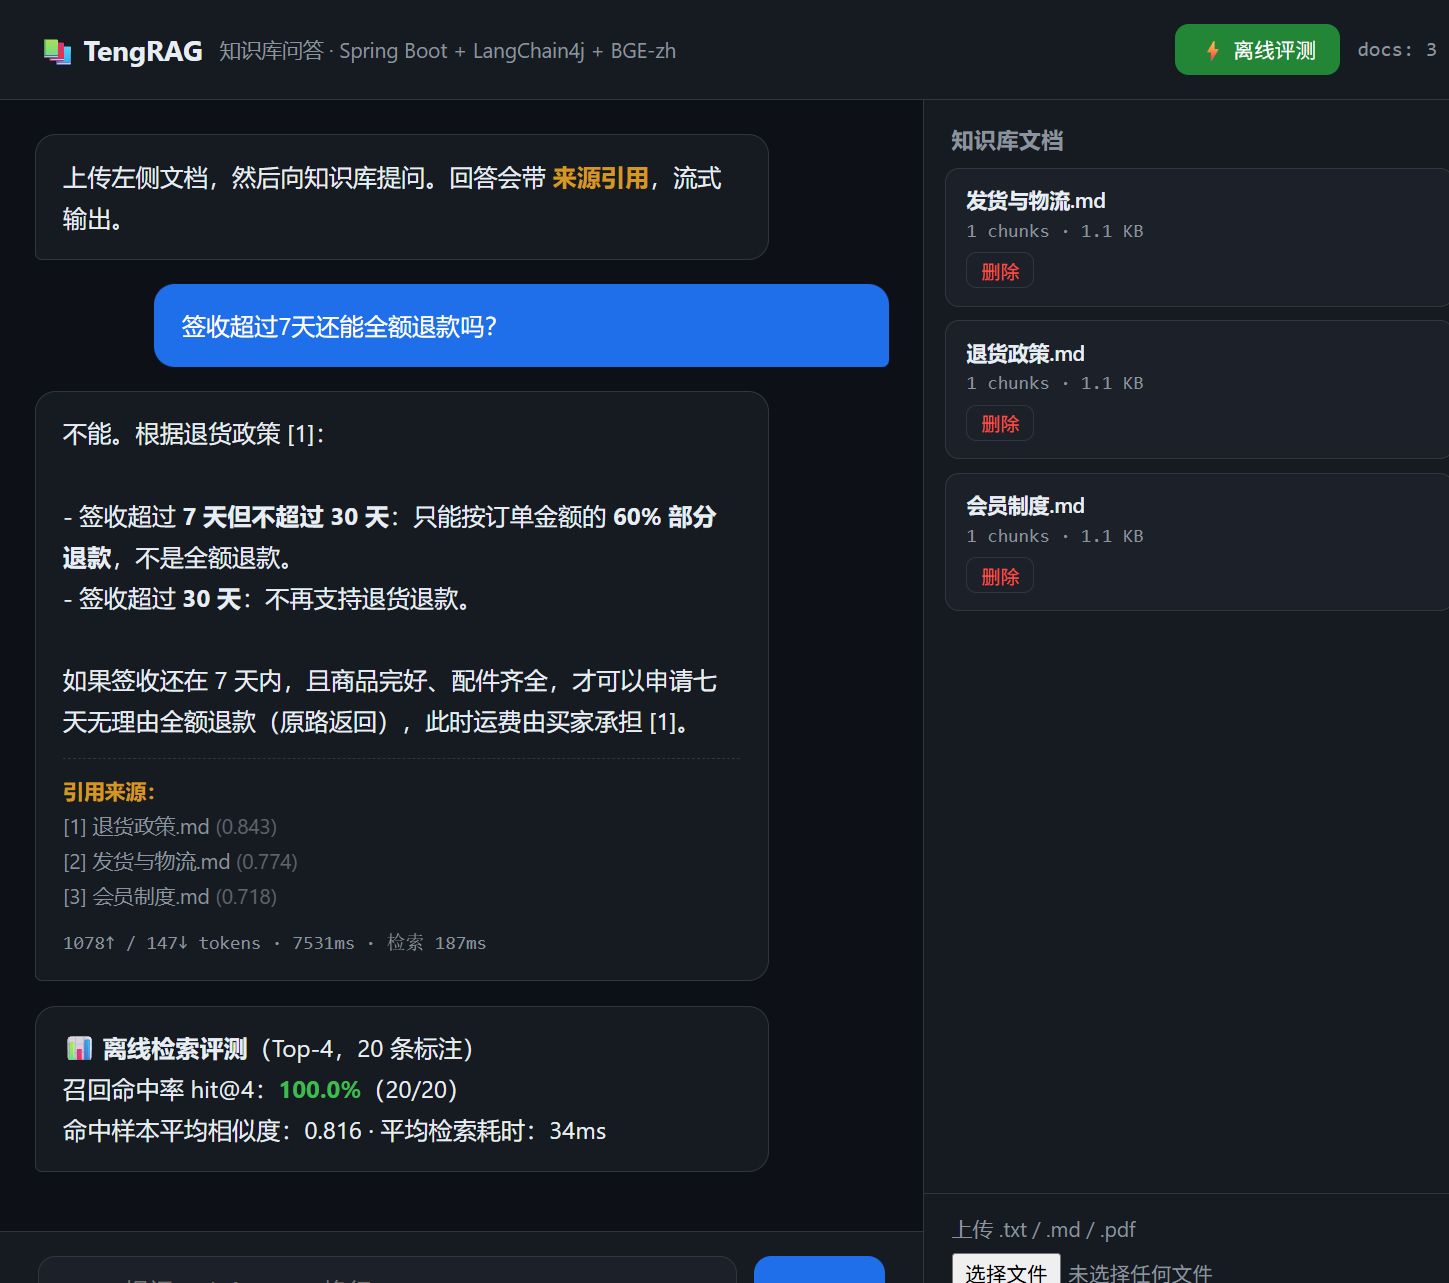 TengRAG 知识库问答 · Spring Boot + LangChain4j + BGE-zh
离线评测 docs: 3
上传左侧文档，然后向知识库提问。回答会带 来源引用，流式
输出。
签收超过7天还能全额退款吗？
不能。根据退货政策 [1]：
- 签收超过 7 天但不超过 30 天：只能按订单金额的 60% 部分
退款，不是全额退款。
- 签收超过 30 天：不再支持退货退款。
如果签收还在 7 天内，且商品完好、配件齐全，才可以申请七
天无理由全额退款（原路返回），此时运费由买家承担 [1]。
引用来源：
[1] 退货政策.md (0.843)
[2] 发货与物流.md (0.774)
[3] 会员制度.md (0.718)
1078↑ / 147↓ tokens · 7531ms · 检索 187ms
离线检索评测（Top-4，20 条标注）
召回命中率 hit@4：100.0%（20/20）
命中样本平均相似度：0.816 · 平均检索耗时：34ms
知识库文档
发货与物流.md
1 chunks · 1.1 KB
删除
退货政策.md
1 chunks · 1.1 KB
删除
会员制度.md
1 chunks · 1.1 KB
删除
上传 .txt / .md / .pdf
选择文件 未选择任何文件